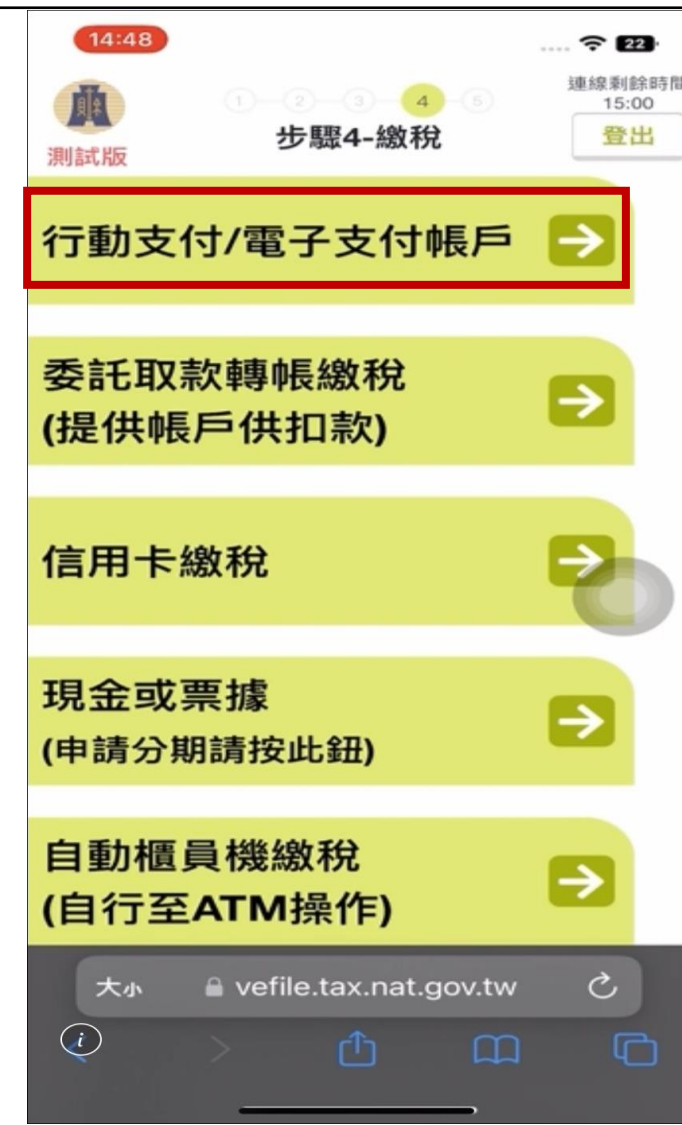 14:48
22
連線剩餘時間
15:00
1 2 3 4 5
步驟4-繳稅
登出
測試版
行動支付/電子支付帳戶
委託取款轉帳繳稅
(提供帳戶供扣款)
信用卡繳稅
現金或票據
(申請分期請按此鈕)
自動櫃員機繳稅
(自行至ATM操作)
大小 vefile.tax.nat.gov.tw
i